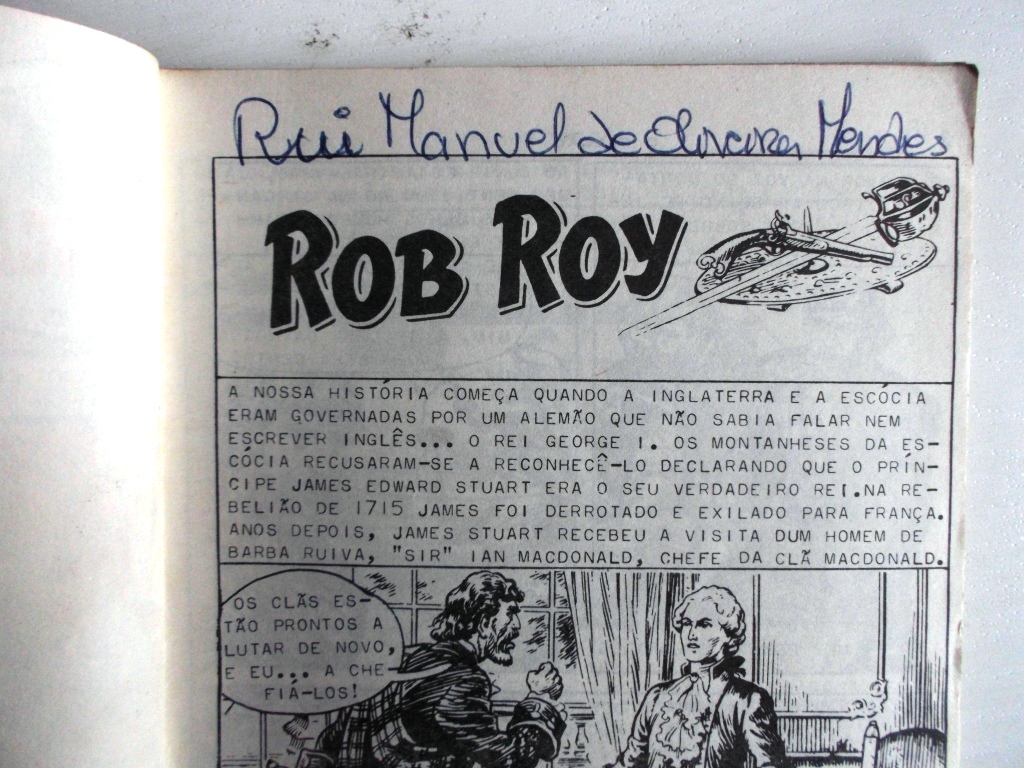 Rui Manuel de Mendes
ROB ROY
A NOSSA HISTÓRIA COMEÇA QUANDO A INGLATERRA E A ESCÓCIA
ERAM GOVERNADAS POR UM ALEMÃO QUE NÃO SABIA FALAR NEM
ESCREVER INGLÊS... O REI GEORGE I. OS MONTANHESES DA ES-
CÓCIA RECUSARAM-SE A RECONHECÊ-LO DECLARANDO QUE O PRÍN-
CIPE JAMES EDWARD STUART ERA O SEU VERDADEIRO REI.NA RE-
BELIÃO DE 1715 JAMES FOI DERROTADO E EXILADO PARA FRANÇA.
ANOS DEPOIS, JAMES STUART RECEBEU A VISITA DUM HOMEM DE
BARBA RUIVA, "SIR" IAN MACDONALD, CHEFE DA CLÃ MACDONALD.
OS CLÃS ES-
TÃO PRONTOS A
LUTAR DE NOVO,
E EU... A CHE-
FIÁ-LOS!